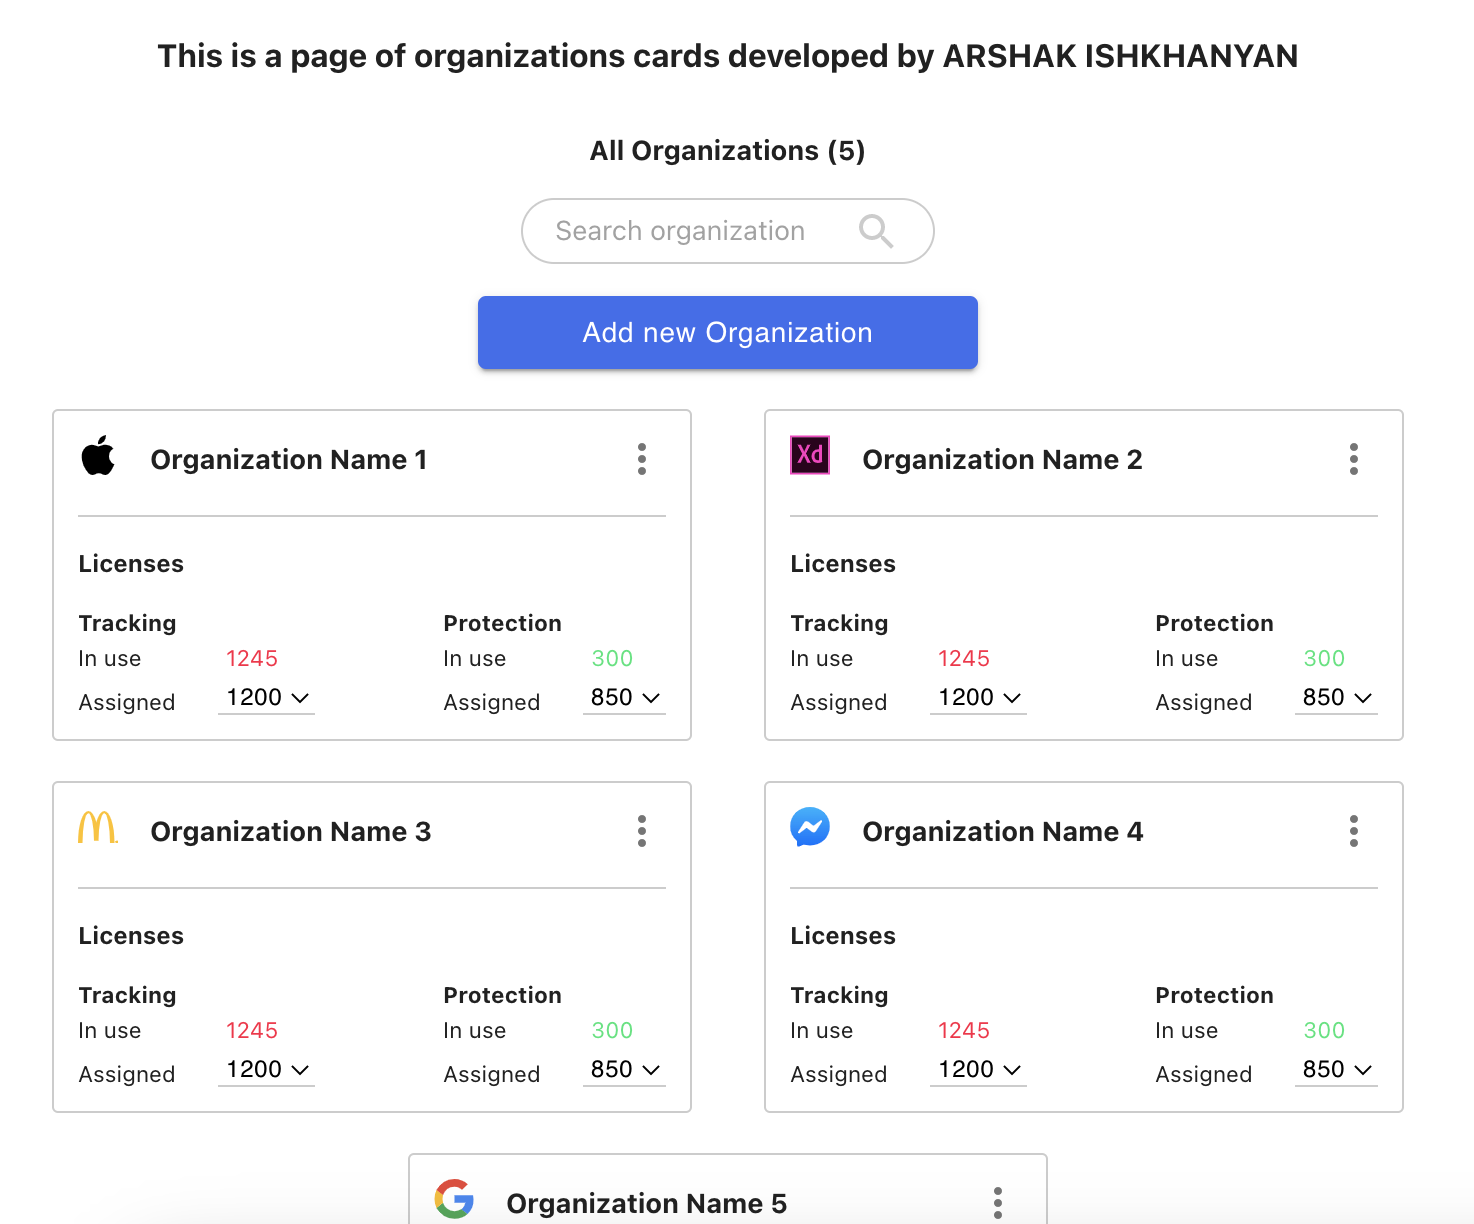 This is a page of organizations cards developed by ARSHAK ISHKHANYAN
All Organizations (5)
Search organization
Add new Organization
Organization Name 1
Licenses
Tracking
In use 1245
Assigned 1200
Protection
In use 300
Assigned 850
Xd
Organization Name 2
Licenses
Tracking
In use 1245
Assigned 1200
Protection
In use 300
Assigned 850
Organization Name 3
Licenses
Tracking
In use 1245
Assigned 1200
Protection
In use 300
Assigned 850
Organization Name 4
Licenses
Tracking
In use 1245
Assigned 1200
Protection
In use 300
Assigned 850
Organization Name 5